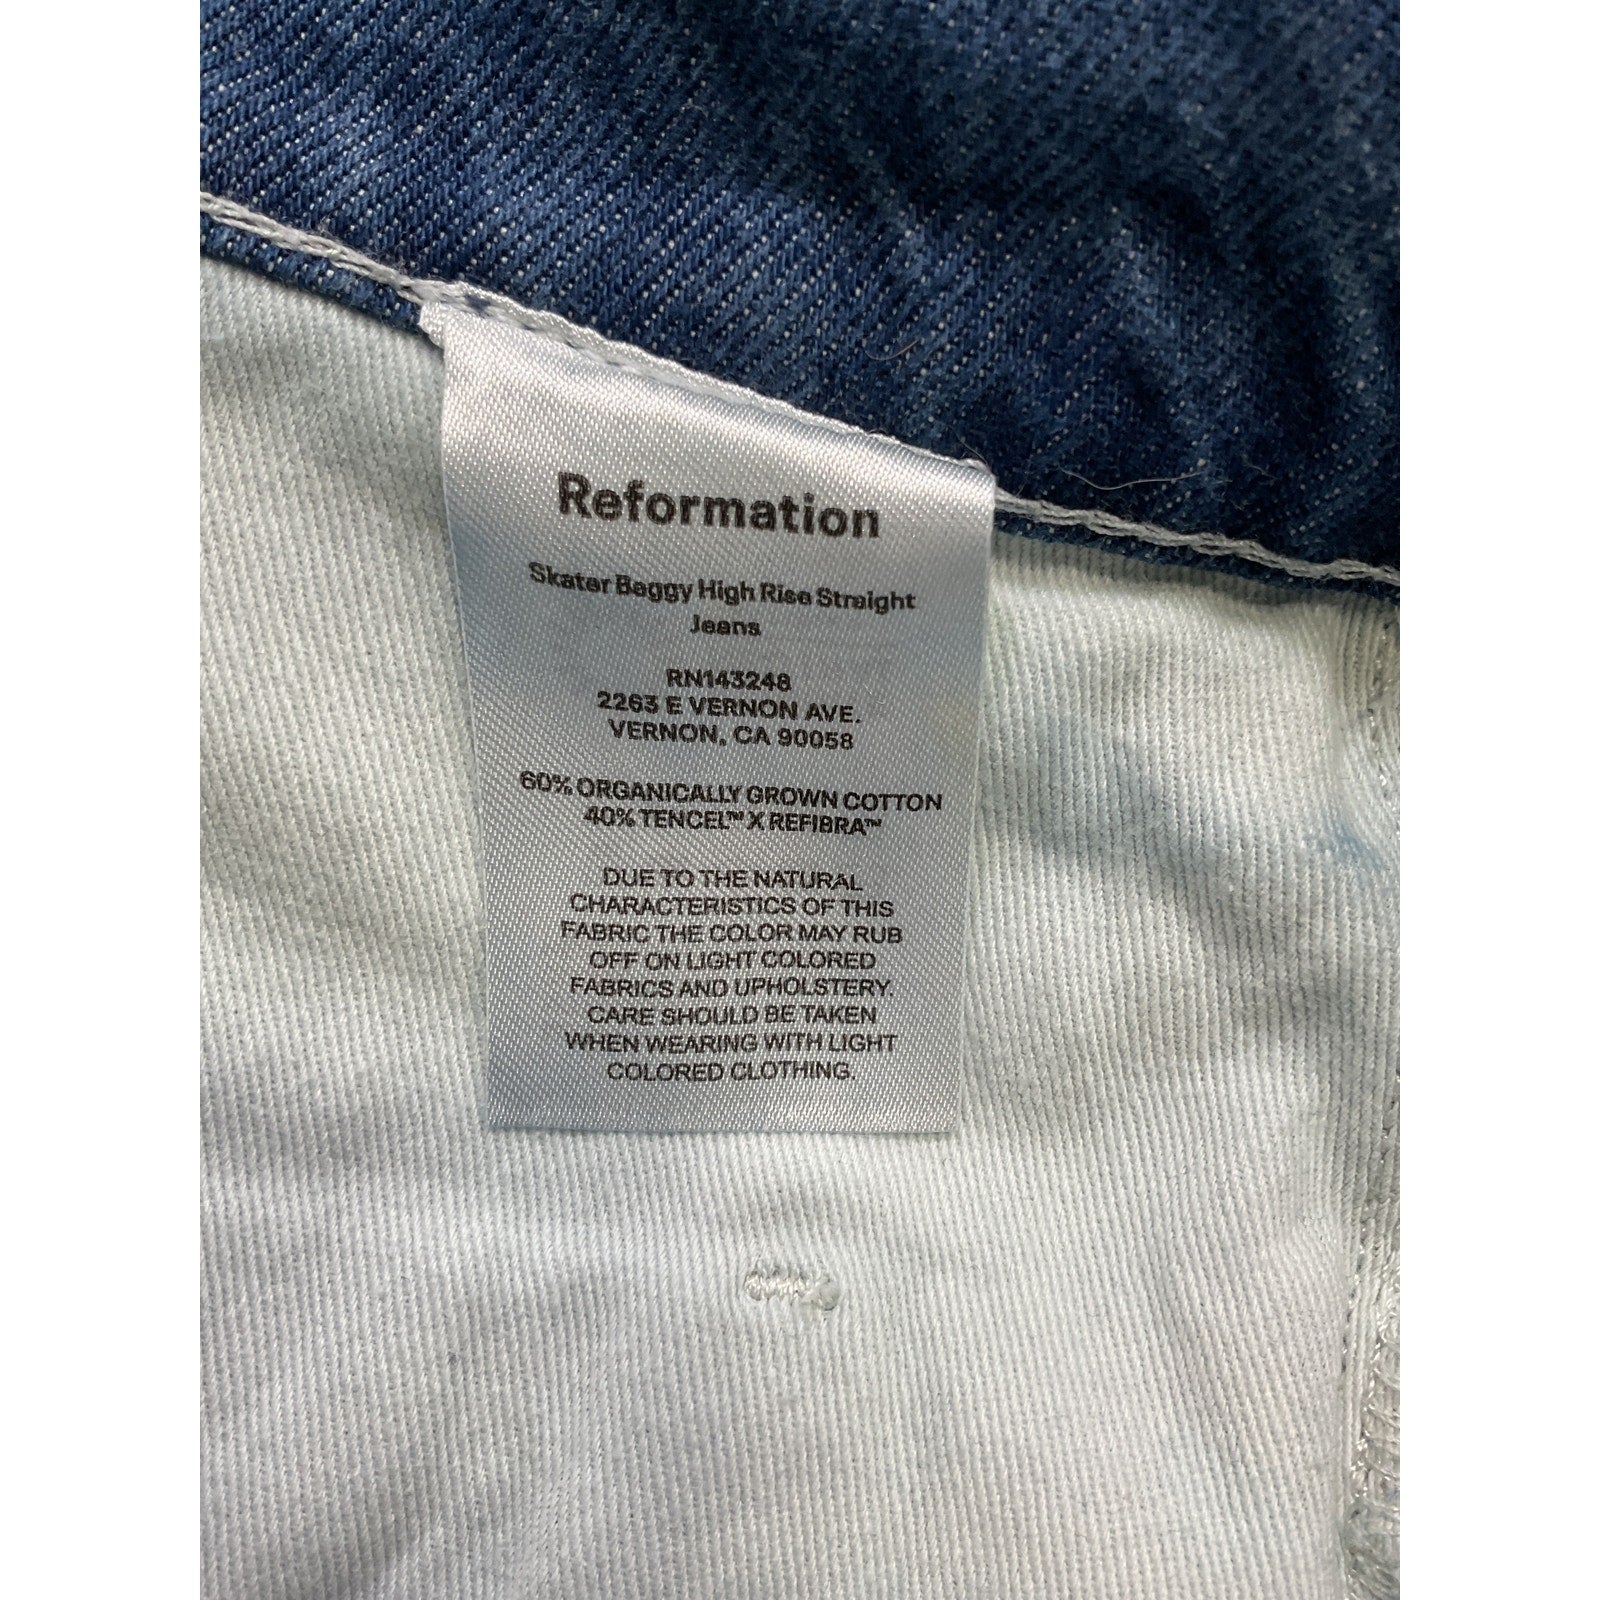 Reformation
Skater Baggy High Rise Straight
Jeans
RN143248
2263 E VERNON AVE.
VERNON, CA 90058
60% ORGANICALLY GROWN COTTON
40% TENCEL™ X REFIBRA™
DUE TO THE NATURAL
CHARACTERISTICS OF THIS
FABRIC THE COLOR MAY RUB
OFF ON LIGHT COLORED
FABRICS AND UPHOLSTERY.
CARE SHOULD BE TAKEN
WHEN WEARING WITH LIGHT
COLORED CLOTHING.